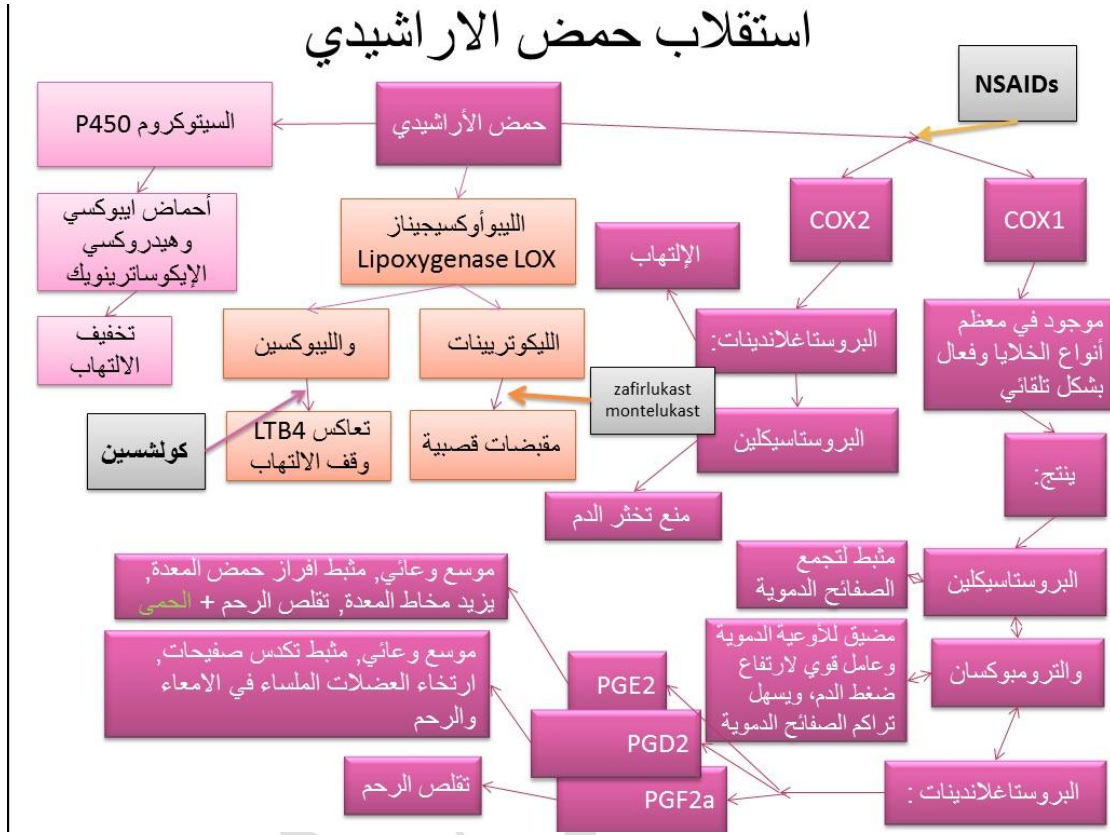 استقلاب حمض الاراشيدي
NSAIDs
حمض الأراشيدي
السيتوكروم P450
COX1
COX2
الليبوأوكسيجيناز
Lipoxygenase LOX
أحماض ايبوكسي
وهيدروكسي
الإيكوساترينويك
الإلتهاب
موجود في معظم
أنواع الخلايا وفعال
بشكل تلقائي
البروستاغلاندينات:
الليكوتريينات
والليبوكسين
تخفيف
الالتهاب
zafirlukast
montelukast
البروستاسيكلين
مقبضات قصبية
تعاكس LTB4
وقف الالتهاب
كولشسين
ينتج:
منع تخثر الدم
البروستاسيكلين
مثبط لتجمع
الصفائح الدموية
موسع وعائي, مثبط افراز حمض المعدة,
يزيد مخاط المعدة, تقلص الرحم + الحمى
والترومبوكسان
مضيق للأوعية الدموية
وعامل قوي لارتفاع
ضغط الدم، ويسهل
تراكم الصفائح الدموية
PGE2
موسع وعائي, مثبط تكدس صفيحات,
ارتخاء العضلات الملساء في الامعاء
والرحم
PGD2
البروستاغلاندينات :
PGF2a
تقلص الرحم